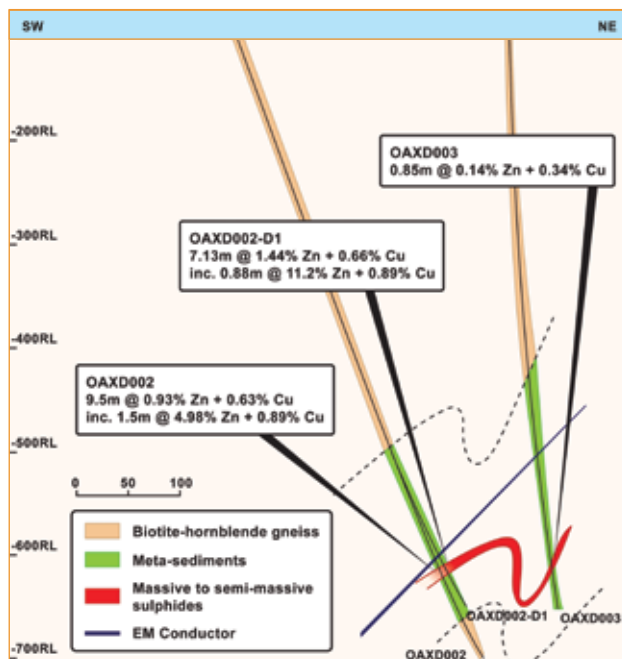 SW
NE
-200RL
OAXD003
0.85m @ 0.14% Zn + 0.34% Cu
-300RL
OAXD002-D1
7.13m @ 1.44% Zn + 0.66% Cu
inc. 0.88m @ 11.2% Zn + 0.89% Cu
-400RL
OAXD002
9.5m @ 0.93% Zn + 0.63% Cu
inc. 1.5m @ 4.98% Zn + 0.89% Cu
-500RL
0 50 100
Biotite-hornblende gneiss
-600RL
Meta-sediments
Massive to semi-massive
sulphides
EM Conductor
OAXD002-D1
OAXD003
-700RL
OAXD002